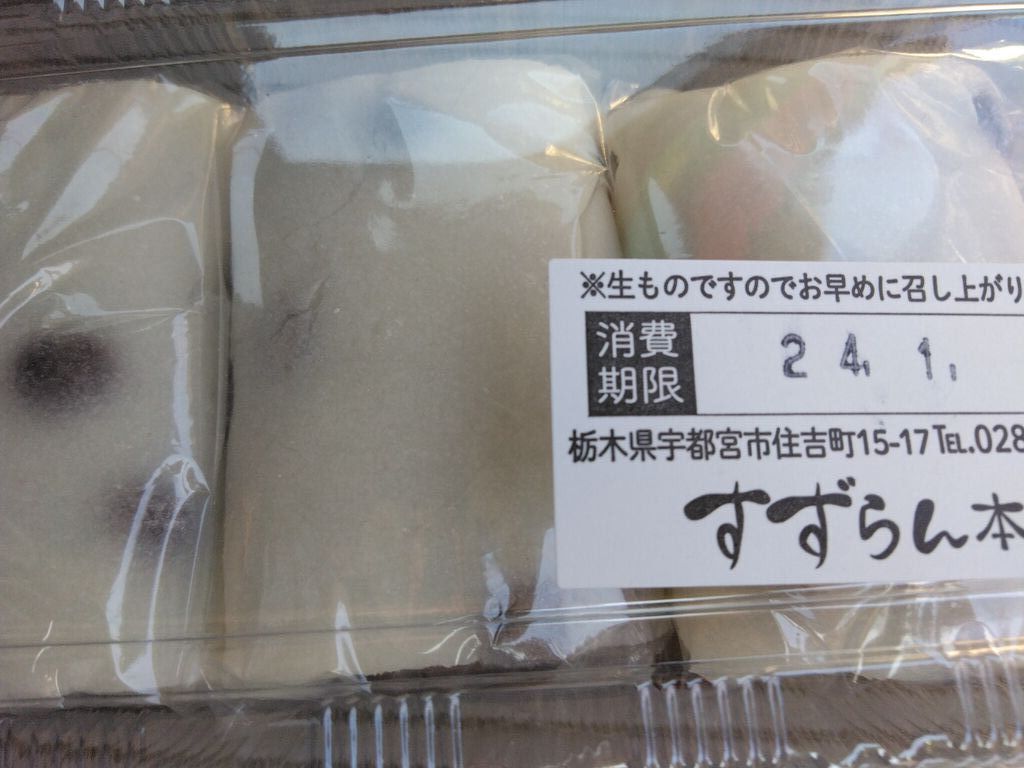 ※生ものですのでお早めに召し上がり
消費
期限
24. 1.
栃木県宇都宮市住吉町15-17 TEL.028
すずらん本